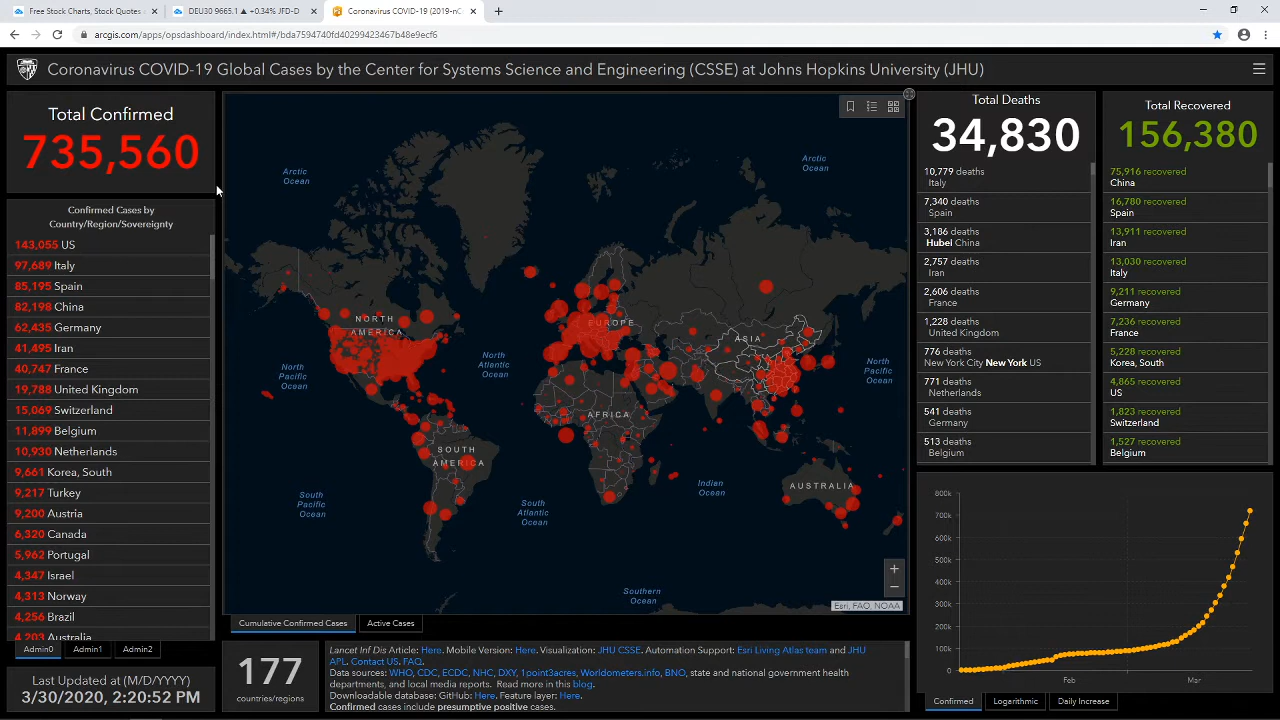 Free Stock Charts, Stock Quotes
DEU30 9665.1 ▲ +0.34% JFD-D
Coronavirus COVID-19 (2019-nC
arcgis.com/apps/opsdashboard/index.html#/bda7594740fd40299423467b48e9ecf6
Coronavirus COVID-19 Global Cases by the Center for Systems Science and Engineering (CSSE) at Johns Hopkins University (JHU)
Total Confirmed
735,560
Confirmed Cases by
Country/Region/Sovereignty
143,055 US
97,689 Italy
85,195 Spain
82,198 China
62,435 Germany
41,495 Iran
40,747 France
19,788 United Kingdom
15,069 Switzerland
11,899 Belgium
10,930 Netherlands
9,661 Korea, South
9,217 Turkey
9,200 Austria
6,320 Canada
5,962 Portugal
4,347 Israel
4,313 Norway
4,256 Brazil
4,203 Australia
Admin0
Admin1
Admin2
Last Updated at (M/D/YYYY)
3/30/2020, 2:20:52 PM
Arctic
Ocean
Arctic
Ocean
NORTH
AMERICA
EUROPE
ASIA
North
Pacific
Ocean
North
Atlantic
Ocean
North
Pacific
Ocean
AFRICA
SOUTH
AMERICA
AUSTRALIA
South
Pacific
Ocean
South
Atlantic
Ocean
Indian
Ocean
Southern
Ocean
+
−
Esri, FAO, NOAA
Cumulative Confirmed Cases
Active Cases
177
countries/regions
Lancet Inf Dis Article: Here. Mobile Version: Here. Visualization: JHU CSSE. Automation Support: Esri Living Atlas team and JHU
API. Contact US. FAQ.
Data sources: WHO, CDC, ECDC, NHC, DXY, 1point3acres, Worldometers.info, BNO, state and national government health
departments, and local media reports. Read more in this blog.
Downloadable database: GitHub: Here. Feature layer: Here.
Confirmed cases include presumptive positive cases.
Total Deaths
34,830
10,779 deaths
Italy
7,340 deaths
Spain
3,186 deaths
Hubei China
2,757 deaths
Iran
2,606 deaths
France
1,228 deaths
United Kingdom
776 deaths
New York City New York US
771 deaths
Netherlands
541 deaths
Germany
513 deaths
Belgium
Total Recovered
156,380
75,916 recovered
China
16,780 recovered
Spain
13,911 recovered
Iran
13,030 recovered
Italy
9,211 recovered
Germany
7,236 recovered
France
5,228 recovered
Korea, South
4,865 recovered
US
1,823 recovered
Switzerland
1,527 recovered
Belgium
800k
700k
600k
500k
400k
300k
200k
100k
0
Feb
Mar
Confirmed
Logarithmic
Daily Increase